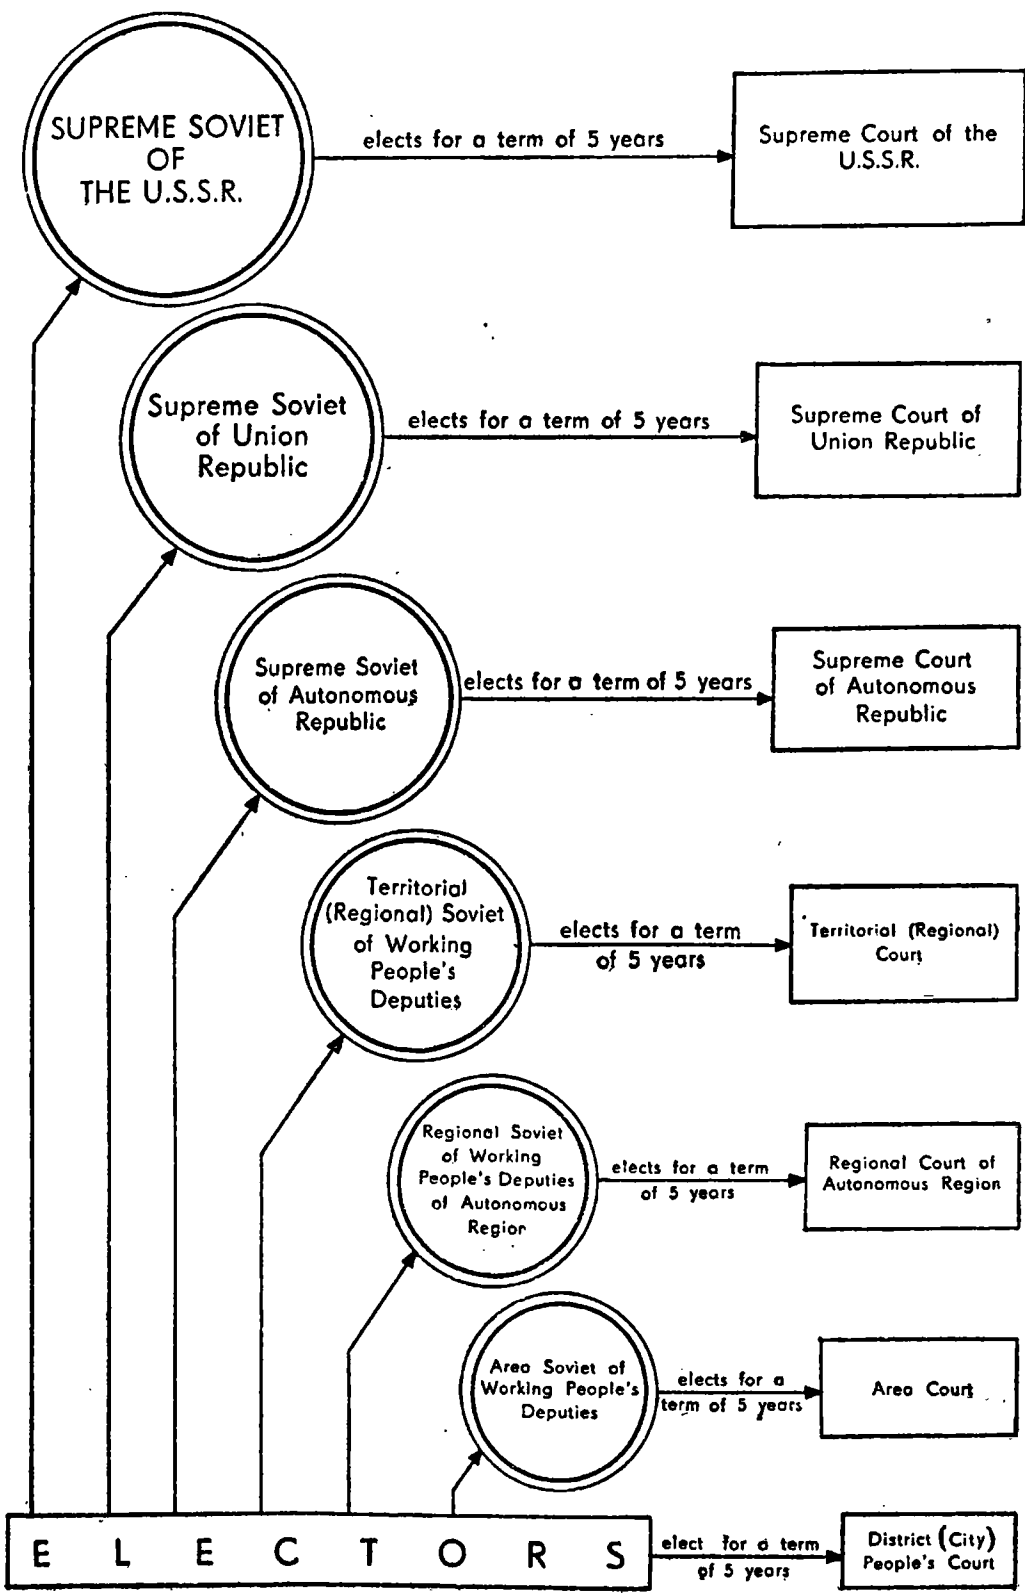 SUPREME SOVIET
OF
THE U.S.S.R.
elects for a term of 5 years
Supreme Court of the
U.S.S.R.
Supreme Soviet
of Union
Republic
elects for a term of 5 years
Supreme Court of
Union Republic
Supreme Soviet
of Autonomous
Republic
elects for a term of 5 years
Supreme Court
of Autonomous
Republic
Territorial
(Regional) Soviet
of Working
People's
Deputies
elects for a term
of 5 years
Territorial (Regional)
Court
Regional Soviet
of Working
People's Deputies
of Autonomous
Region
elects for a term
of 5 years
Regional Court of
Autonomous Region
Area Soviet of
Working People's
Deputies
elects for a
term of 5 years
Area Court
ELECTORS
elect for a term
of 5 years
District (City)
People's Court